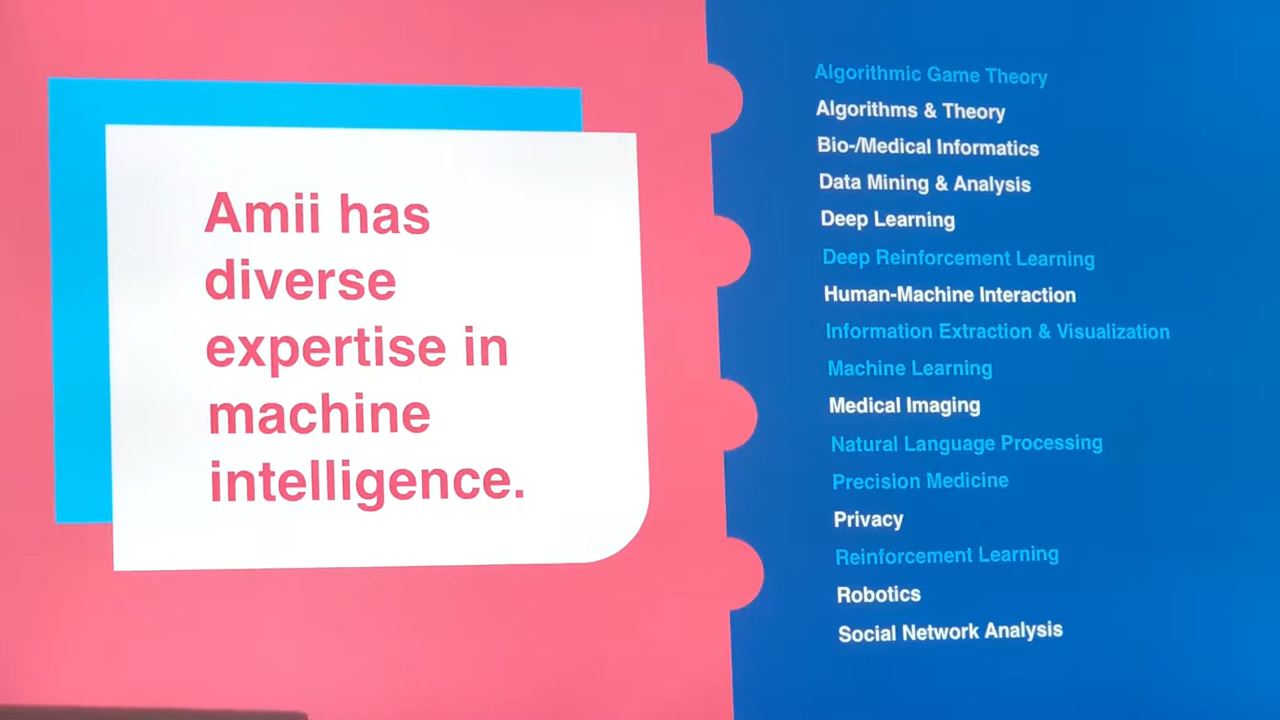 Amii has
diverse
expertise in
machine
intelligence.
Algorithmic Game Theory
Algorithms & Theory
Bio-/Medical Informatics
Data Mining & Analysis
Deep Learning
Deep Reinforcement Learning
Human-Machine Interaction
Information Extraction & Visualization
Machine Learning
Medical Imaging
Natural Language Processing
Precision Medicine
Privacy
Reinforcement Learning
Robotics
Social Network Analysis